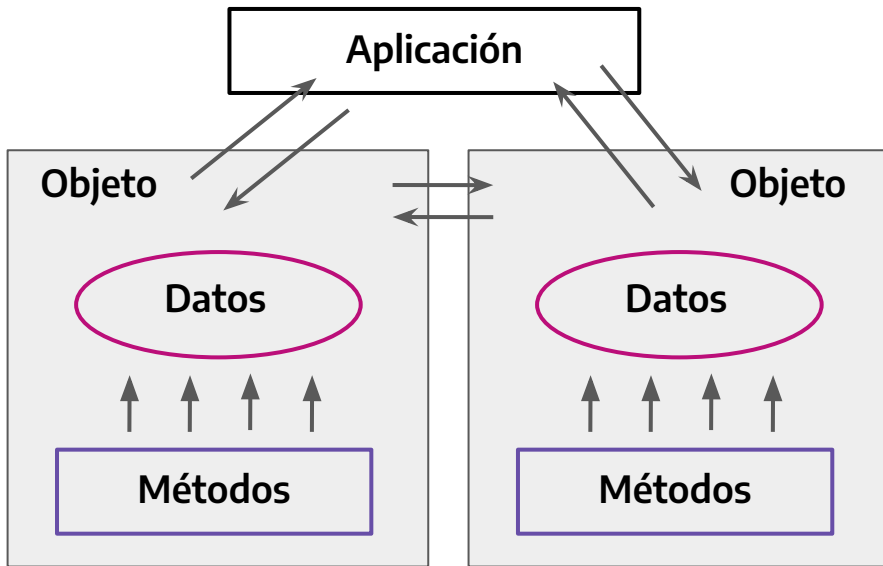 Aplicación
Objeto
Objeto
Datos
Datos
Métodos
Métodos